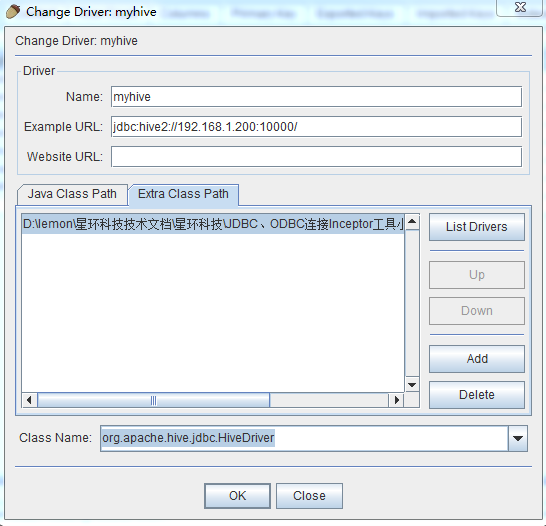 Change Driver: myhive
Change Driver: myhive
Driver
Name: myhive
Example URL: jdbc:hive2://192.168.1.200:10000/
Website URL:
Java Class Path Extra Class Path
D:\lemon\星环科技技术文档\星环科技\JDBC、ODBC连接Inceptor工具小
List Drivers
Up
Down
Add
Delete
Class Name: org.apache.hive.jdbc.HiveDriver
OK Close